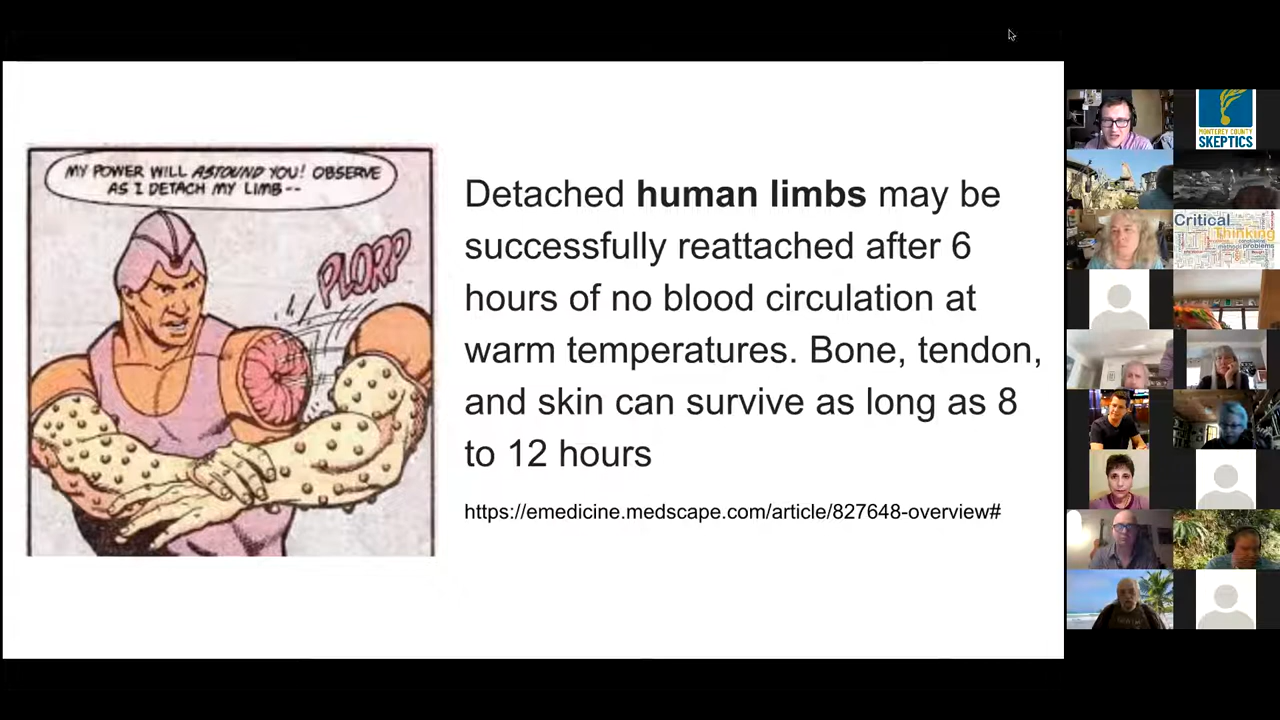 MY POWER WILL ASTOUND YOU! OBSERVE
AS I DETACH MY LIMB--
PLORP
Detached human limbs may be
successfully reattached after 6
hours of no blood circulation at
warm temperatures. Bone, tendon,
and skin can survive as long as 8
to 12 hours
https://emedicine.medscape.com/article/827648-overview#
MONTEREY COUNTY
SKEPTICS
Critical
Thinking
problems